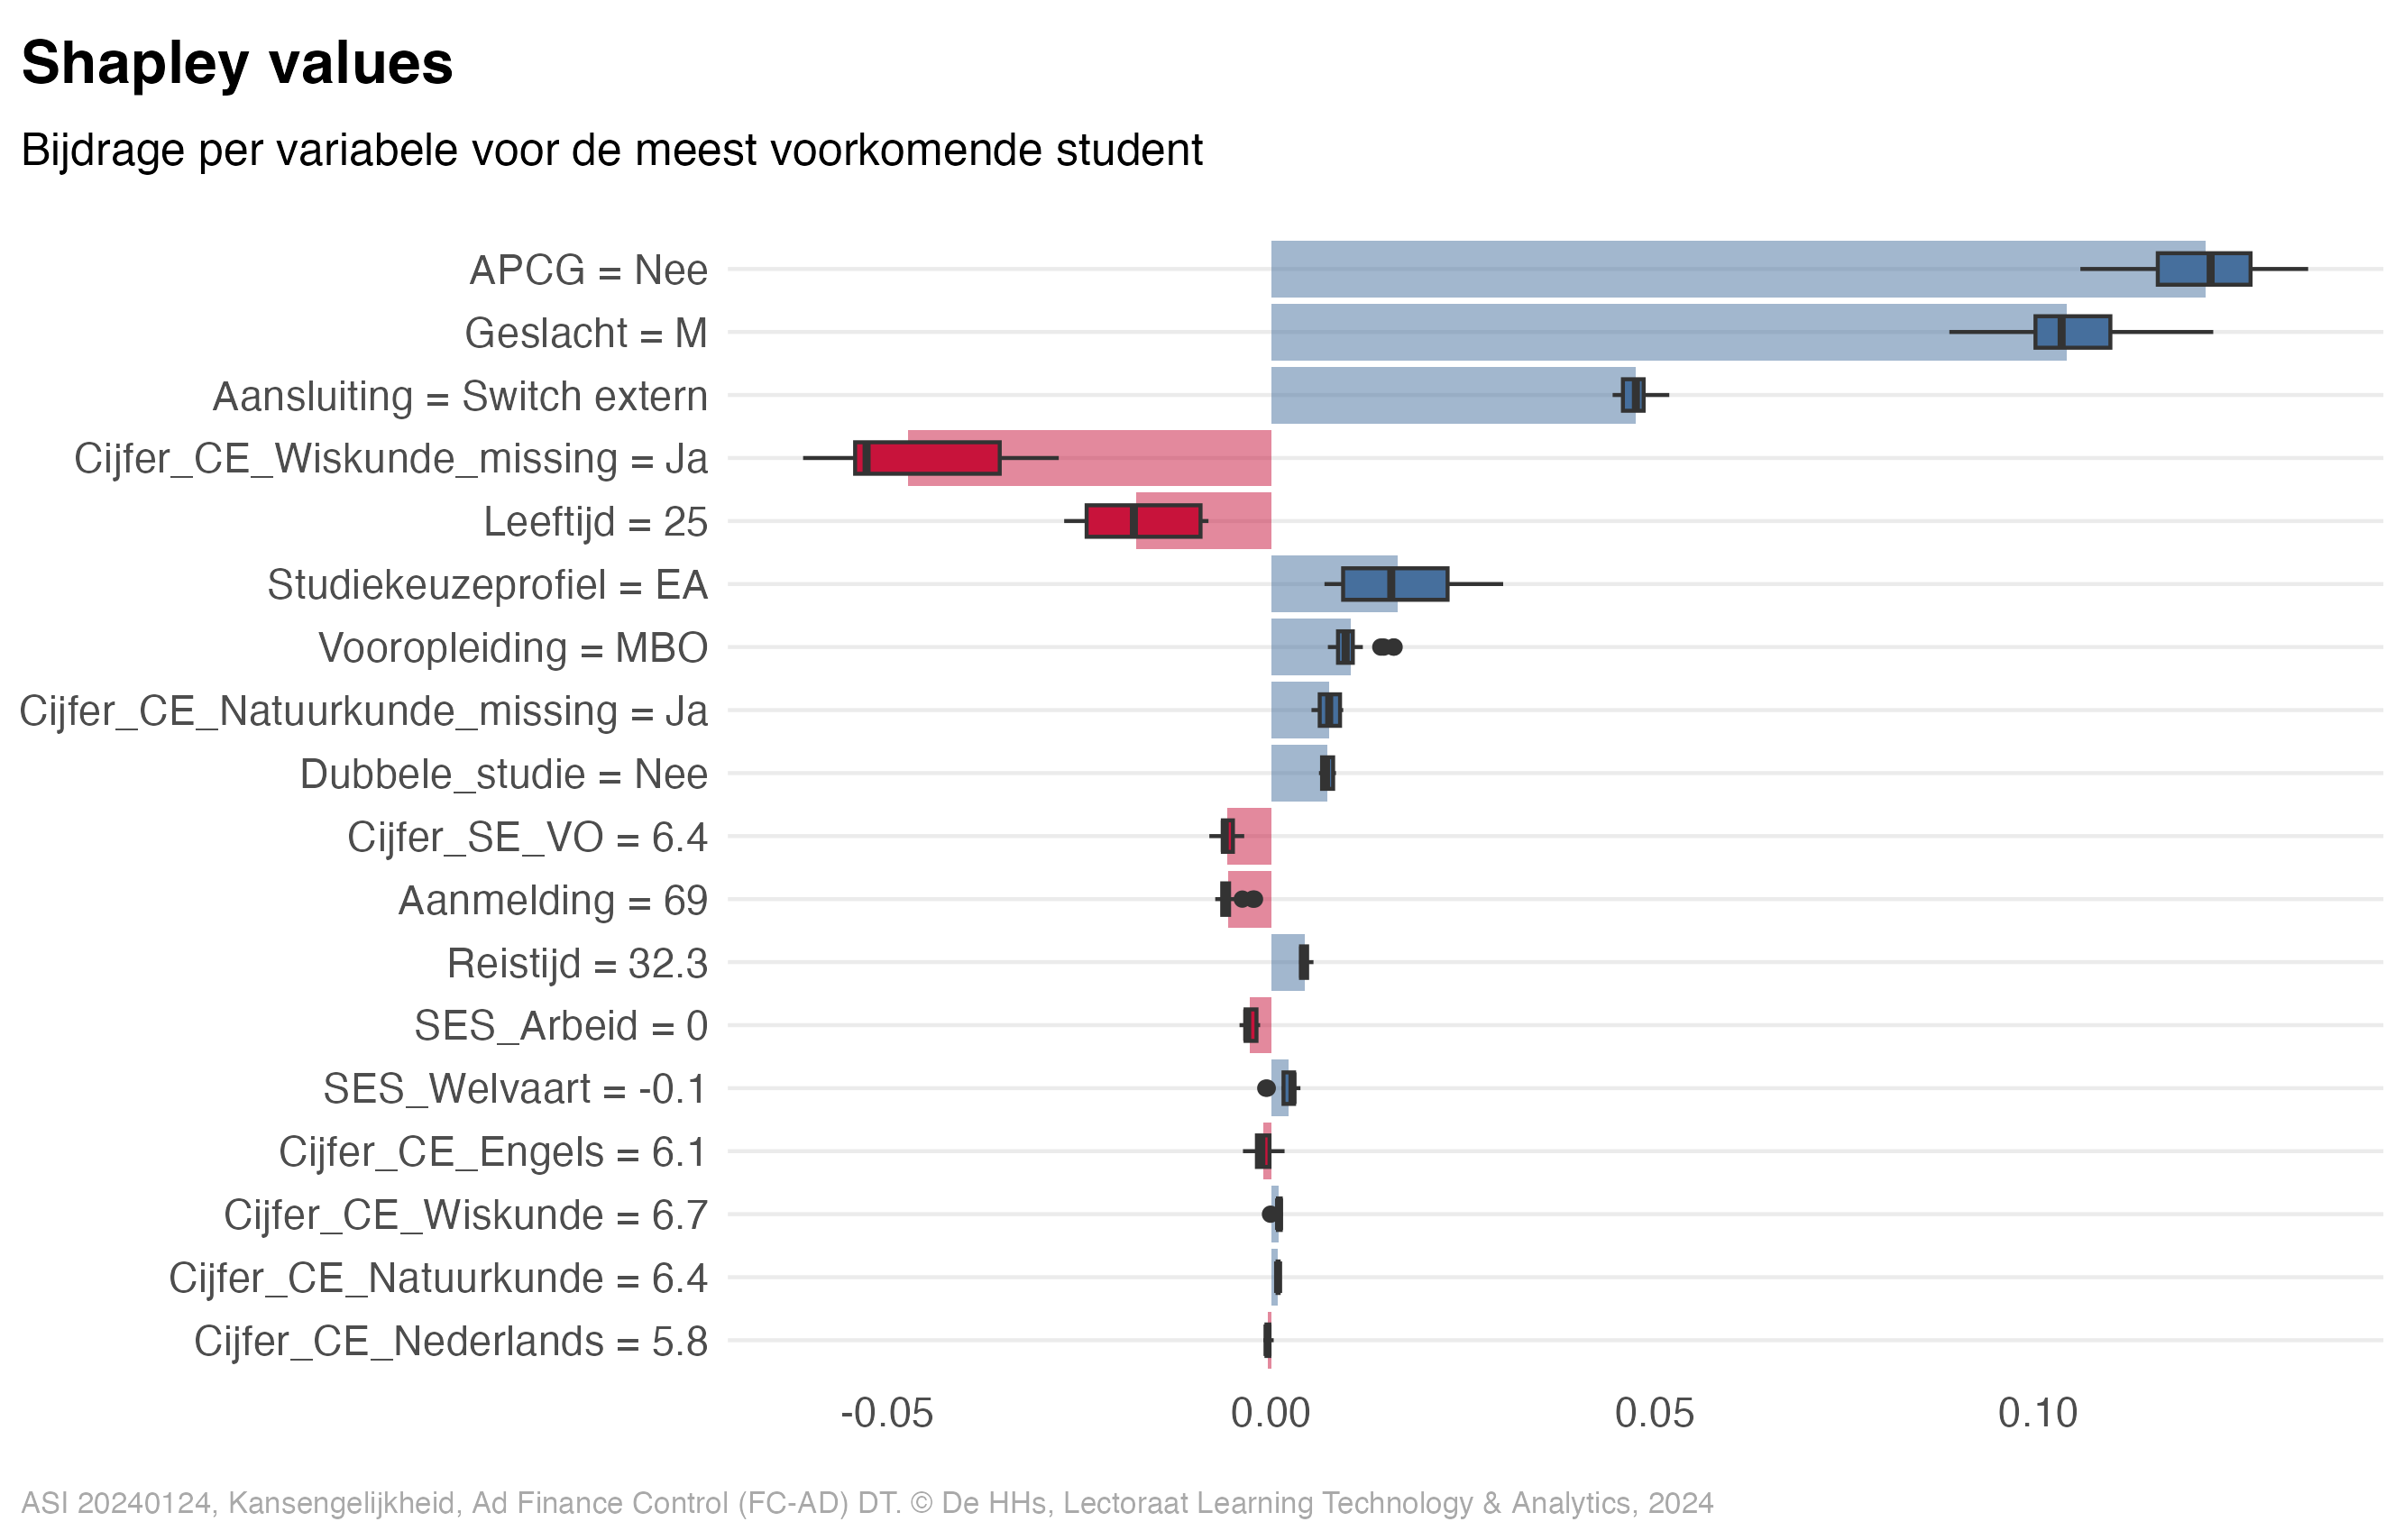 Shapley values
Bijdrage per variabele voor de meest voorkomende student
APCG = Nee
Geslacht = M
Aansluiting = Switch extern
Cijfer_CE_Wiskunde_missing = Ja
Leeftijd = 25
Studiekeuzeprofiel = EA
Vooropleiding = MBO
Cijfer_CE_Natuurkunde_missing = Ja
Dubbele_studie = Nee
Cijfer_SE_VO = 6.4
Aanmelding = 69
Reistijd = 32.3
SES_Arbeid = 0
SES_Welvaart = -0.1
Cijfer_CE_Engels = 6.1
Cijfer_CE_Wiskunde = 6.7
Cijfer_CE_Natuurkunde = 6.4
Cijfer_CE_Nederlands = 5.8
-0.05 0.00 0.05 0.10
ASI 20240124, Kansengelijkheid, Ad Finance Control (FC-AD) DT. © De HHs, Lectoraat Learning Technology & Analytics, 2024